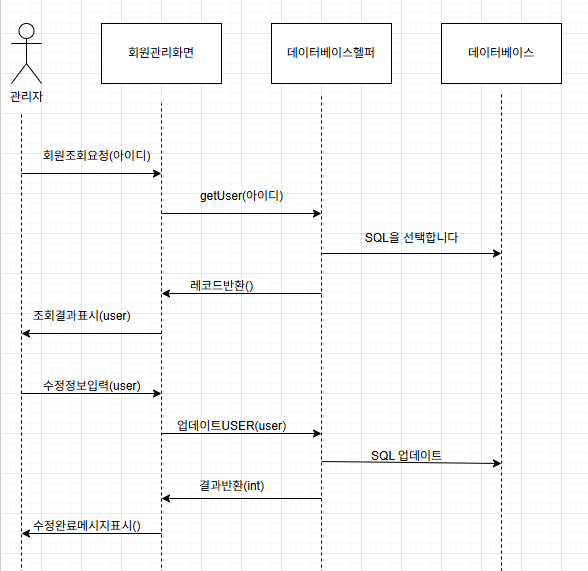 회원관리화면
데이터베이스헬퍼
데이터베이스
관리자
회원조회요청(아이디)
getUser(아이디)
SQL을 선택합니다
레코드반환()
조회결과표시(user)
수정정보입력(user)
업데이트USER(user)
SQL 업데이트
결과반환(int)
수정완료메시지표시()